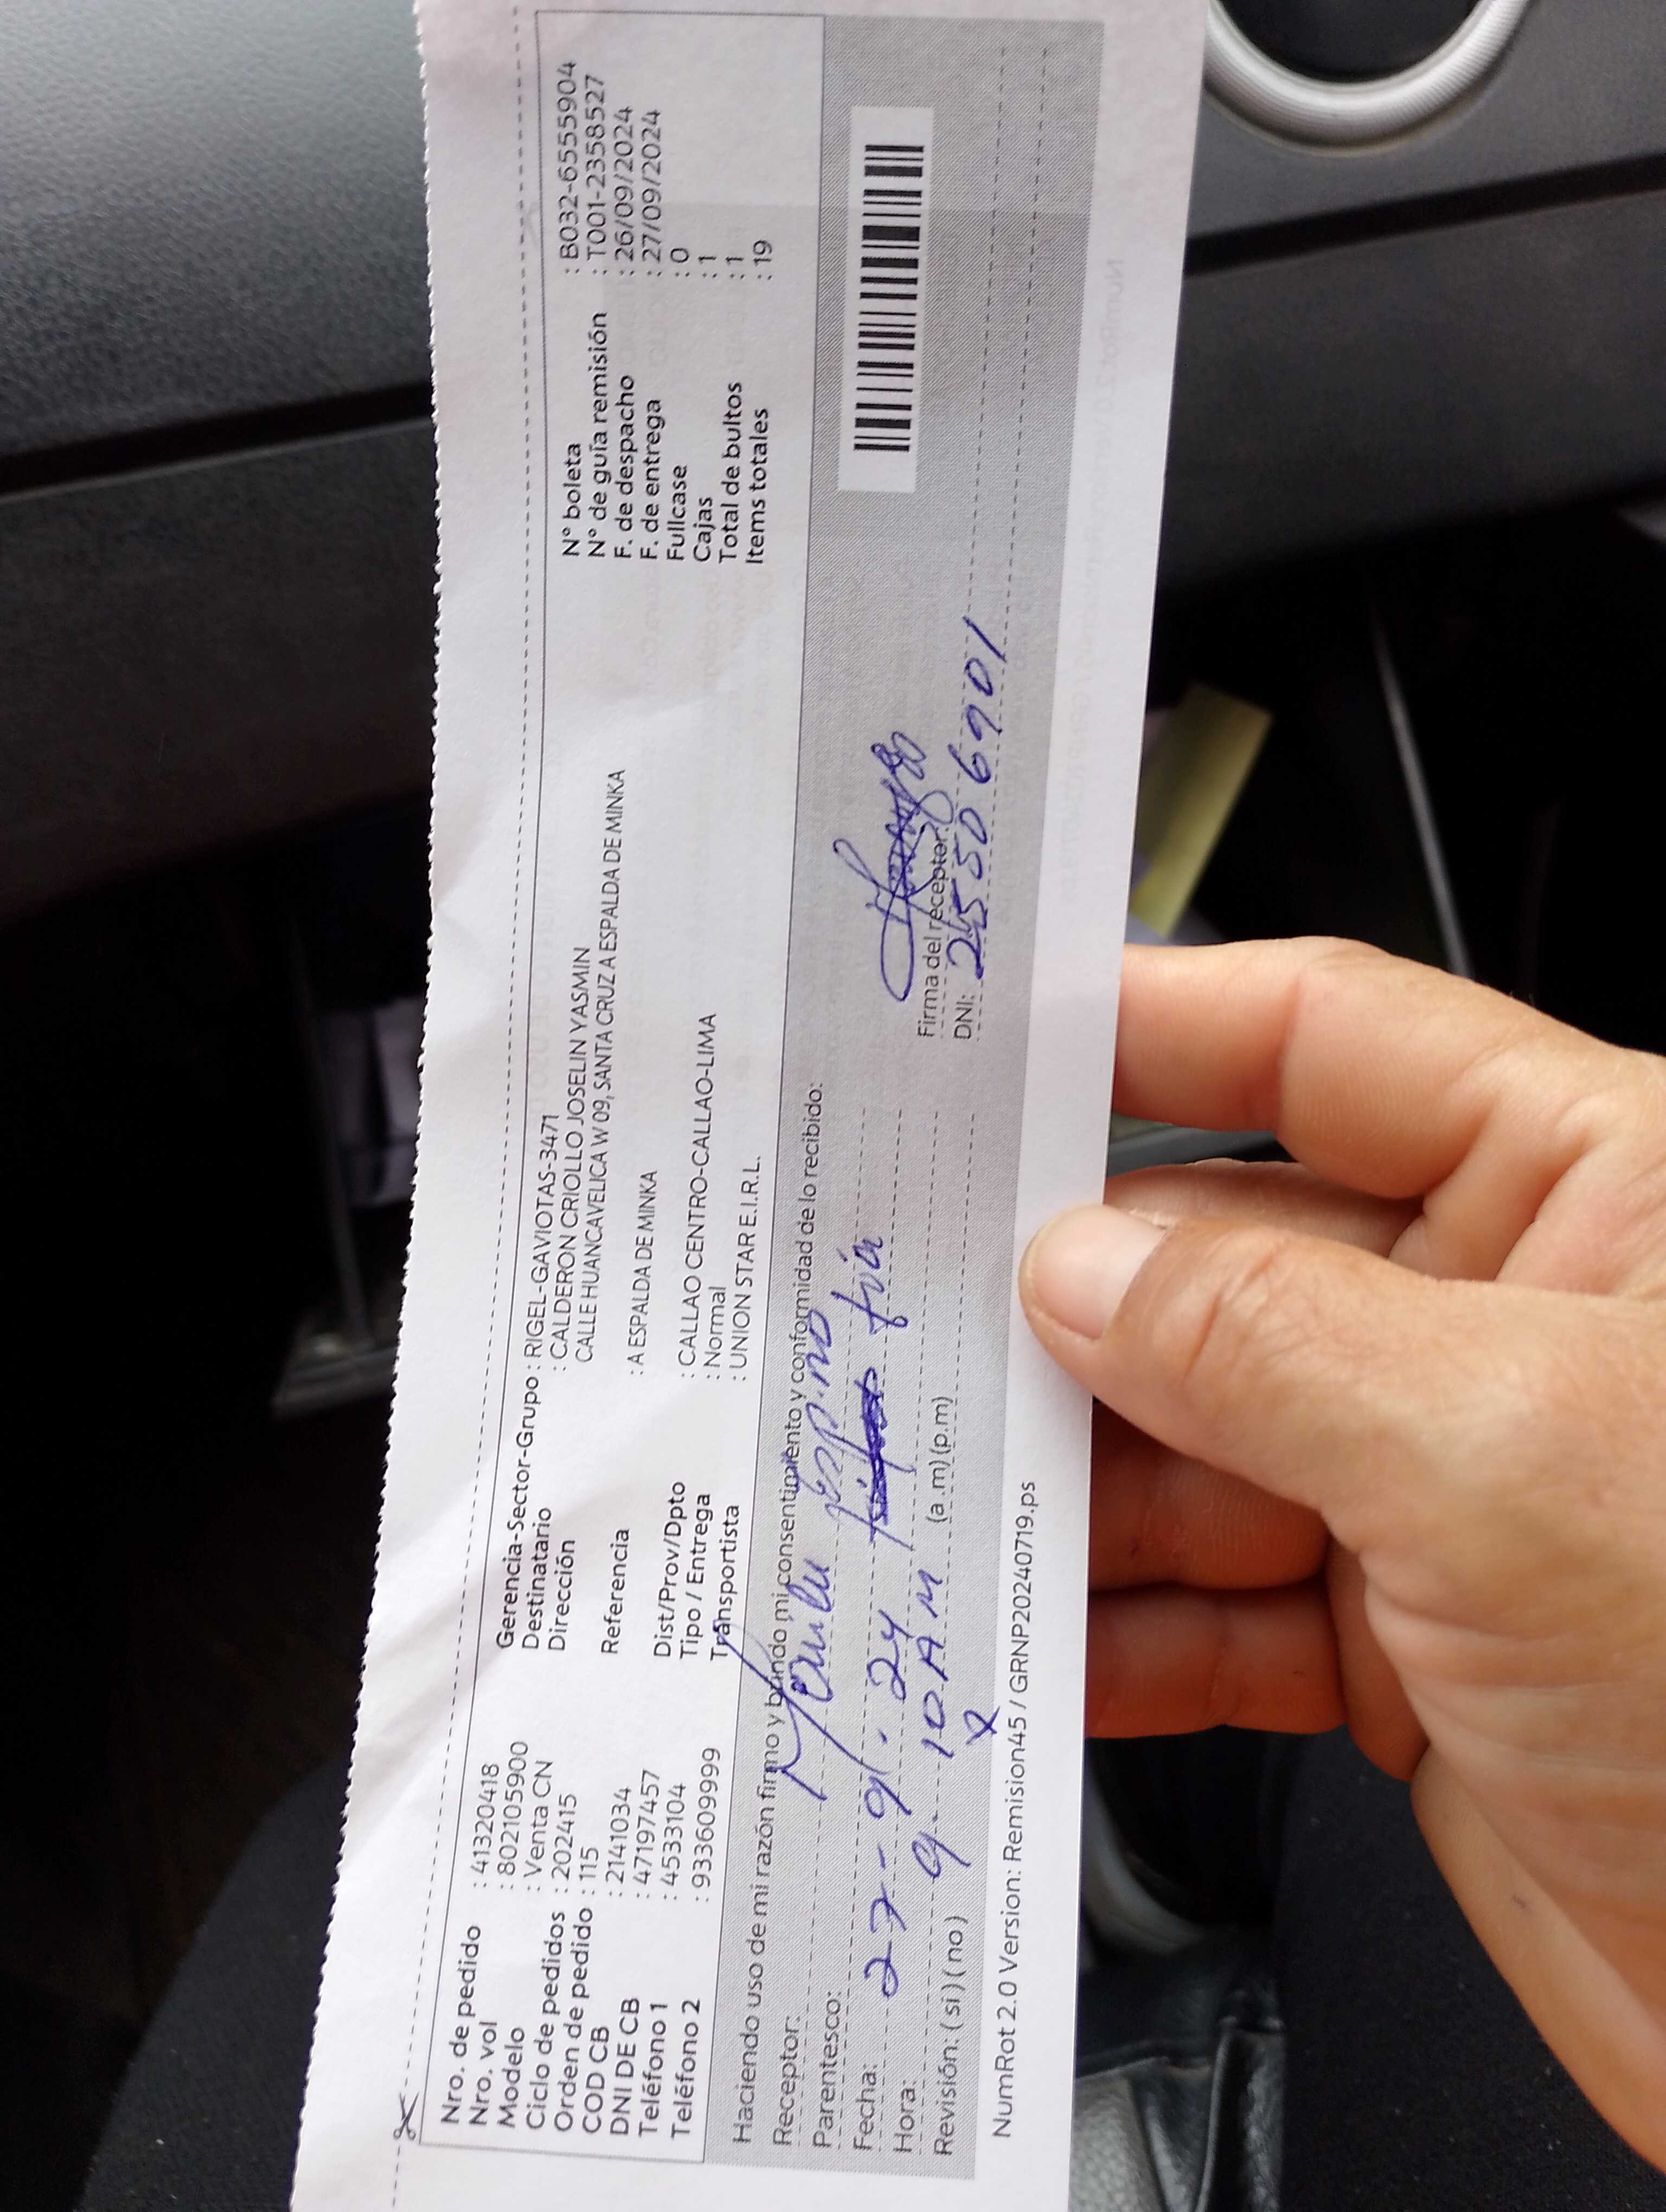 Nro. de pedido : 41320418
Nro. vol : 802105900
Modelo : Venta CN
Ciclo de pedidos : 202415
Orden de pedido : 115
COD CB : 2141034
DNI DE CB : 47197457
Teléfono 1 : 4533104
Teléfono 2 : 933609999
Gerencia-Sector-Grupo : RIGEL-GAVIOTAS-3471
Destinatario : CALDERON CRIOLLO JOSELIN YASMIN
Dirección CALLE HUANCAVELICA W 09, SANTA CRUZ A ESPALDA DE MINKA
Referencia : A ESPALDA DE MINKA
Dist/Prov/Dpto : CALLAO CENTRO-CALLAO-LIMA
Tipo / Entrega : Normal
Transportista : UNION STAR E.I.R.L.
N° boleta : B032-6555904
N° de guía remisión : T001-2358527
F. de despacho : 26/09/2024
F. de entrega : 27/09/2024
Fullcase : 0
Cajas : 1
Total de bultos : 1
Items totales : 19
Haciendo uso de mi razón firmo y brindo mi consentimiento y conformidad de lo recibido:
Receptor:
Parentesco: tía
Fecha: 27-9-24
Hora: 9-10 AM (a.m) (p.m)
Revisión: ( si ) ( no ) x
Firma del receptor:
DNI: 25506901
NumRot 2.0 Version: Remision45 / GRNP20240719.ps